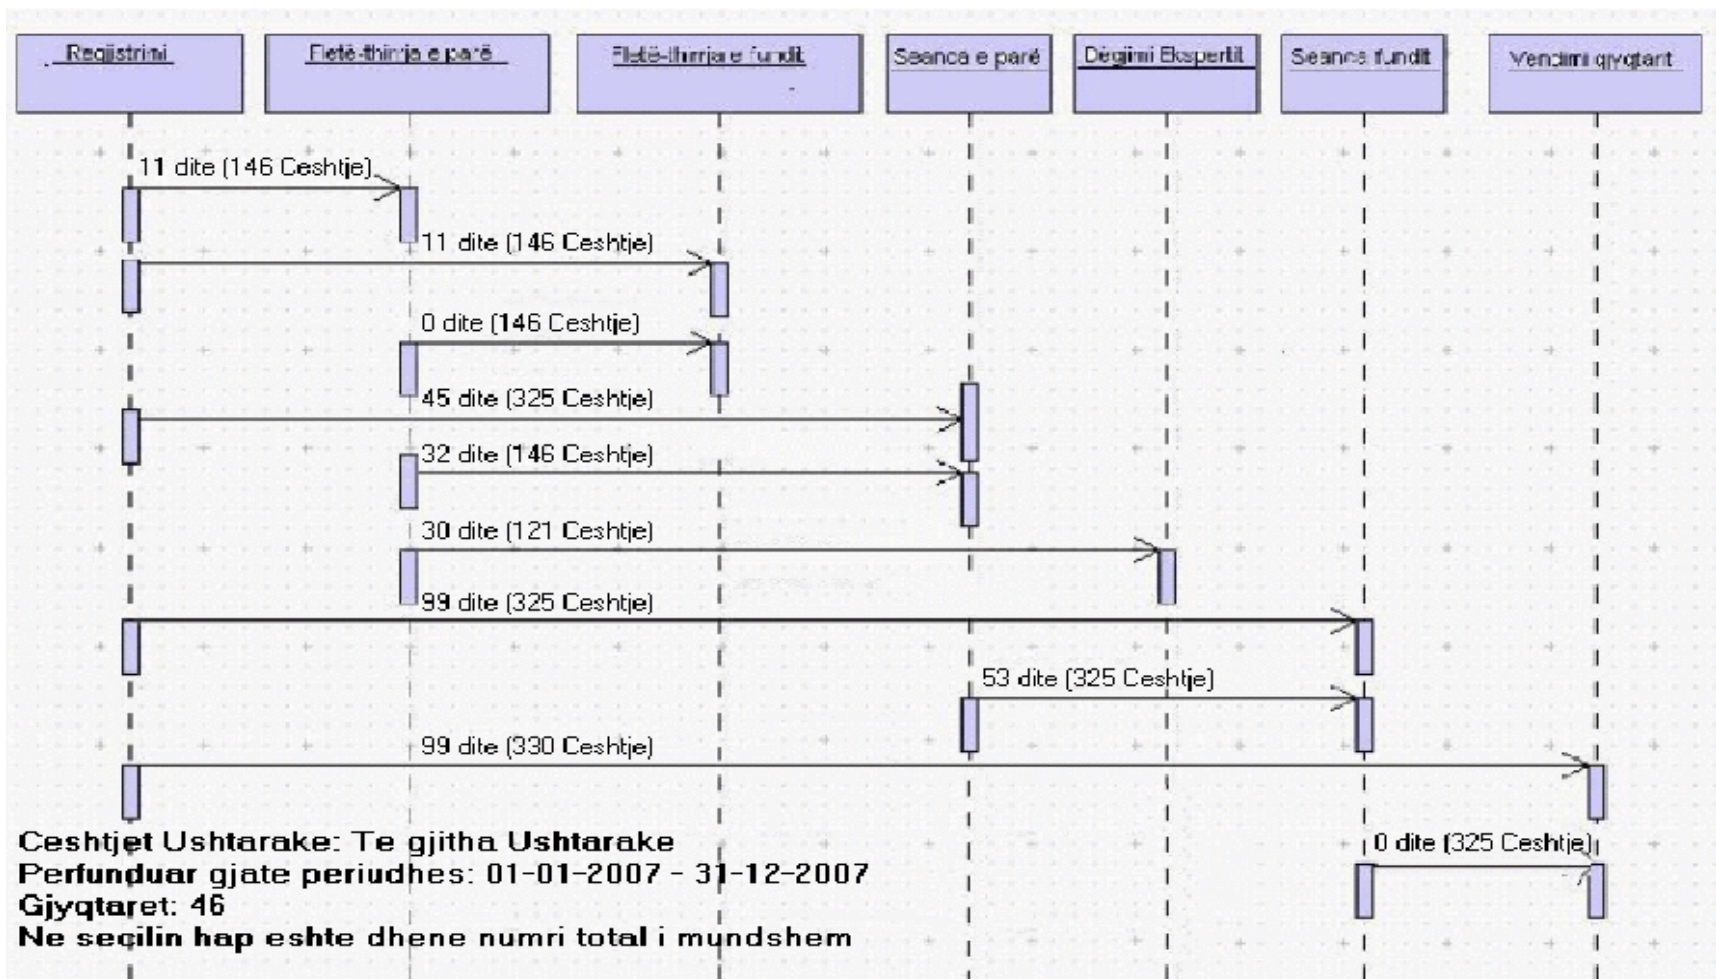 Regjistrimi
Fletë-thirrja e parë
Fletë-thirrja e fundit
Seanca e parë
Dëgjimi Ekspertit
Seanca fundit
Vendimi gjyqtarit
11 dite (146 Ceshtje)
11 dite (146 Ceshtje)
0 dite (146 Ceshtje)
45 dite (325 Ceshtje)
32 dite (146 Ceshtje)
30 dite (121 Ceshtje)
99 dite (325 Ceshtje)
53 dite (325 Ceshtje)
99 dite (330 Ceshtje)
0 dite (325 Ceshtje)
Ceshtjet Ushtarake: Te gjitha Ushtarake
Perfunduar gjate periudhes: 01-01-2007 - 31-12-2007
Gjyqtaret: 46
Ne secilin hap eshte dhene numri total i mundshem